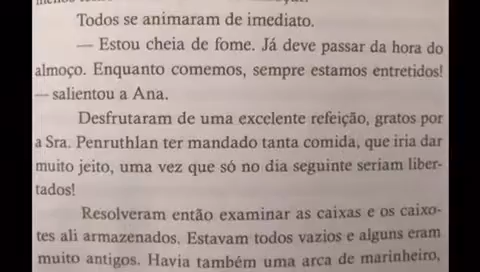 Todos se animaram de imediato.
— Estou cheia de fome. Já deve passar da hora do
almoço. Enquanto comemos, sempre estamos entretidos!
— salientou a Ana.
Desfrutaram de uma excelente refeição, gratos por
a Sra. Penruthlan ter mandado tanta comida, que iria dar
muito jeito, uma vez que só no dia seguinte seriam liber-
tados!
Resolveram então examinar as caixas e os caixo-
tes ali armazenados. Estavam todos vazios e alguns eram
muito antigos. Havia também uma arca de marinheiro,